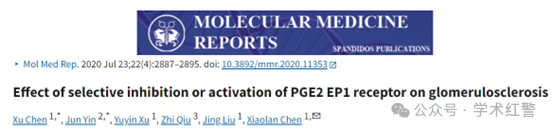 MOLECULAR MEDICINE
REPORTS
SPANDIDOS PUBLICATIONS
Mol Med Rep. 2020 Jul 23;22(4):2887–2895. doi: 10.3892/mmr.2020.11353
Effect of selective inhibition or activation of PGE2 EP1 receptor on glomerulosclerosis
Xu Chen 1,*, Jun Yin 2,*, Yuyin Xu 1, Zhi Qiu 3, Jing Liu 1, Xiaolan Chen 1,✉
公众号 · 学术红警